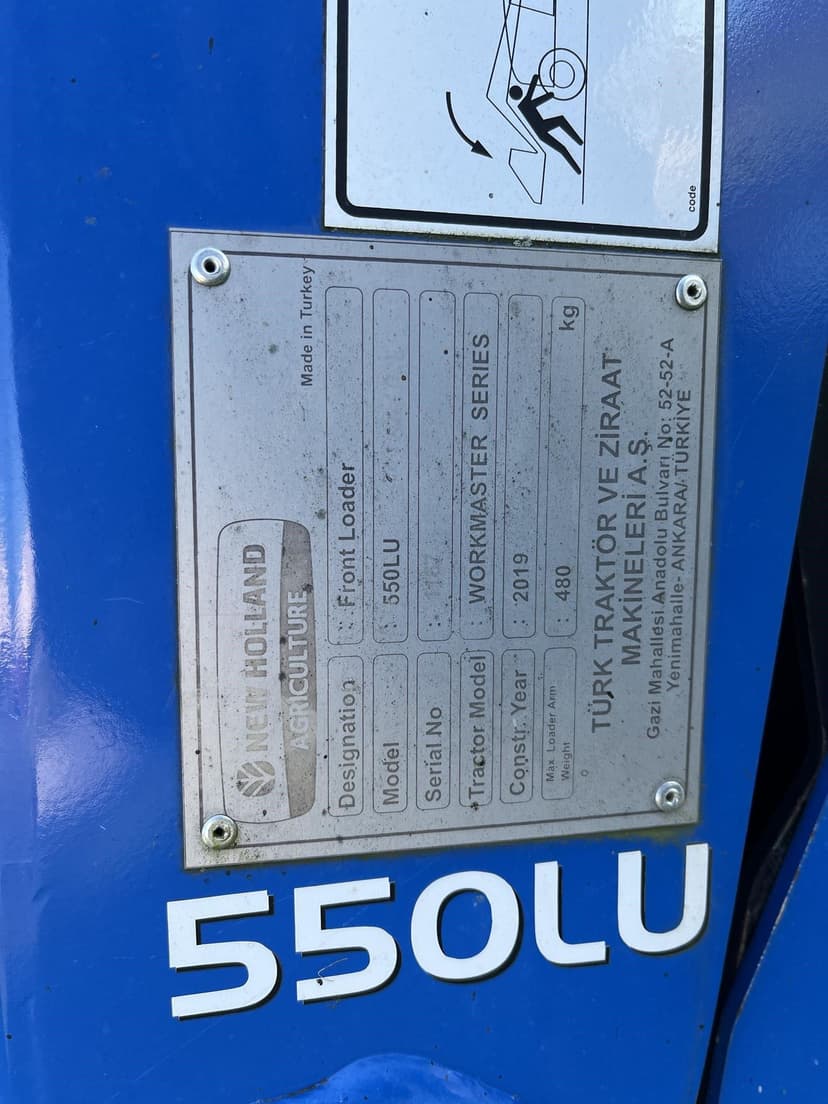 code
NEW HOLLAND
AGRICULTURE
Made in Turkey
Designation : Front Loader
Model : 550LU
Serial No :
Tractor Model : WORKMASTER SERIES
Constr. Year : 2019
Max. Loader Arm Weight : 480 kg
TÜRK TRAKTÖR VE ZİRAAT
MAKİNELERİ A.Ş.
Gazi Mahallesi Anadolu Bulvarı No: 52-52-A
Yenimahalle- ANKARA/ TÜRKİYE
550LU